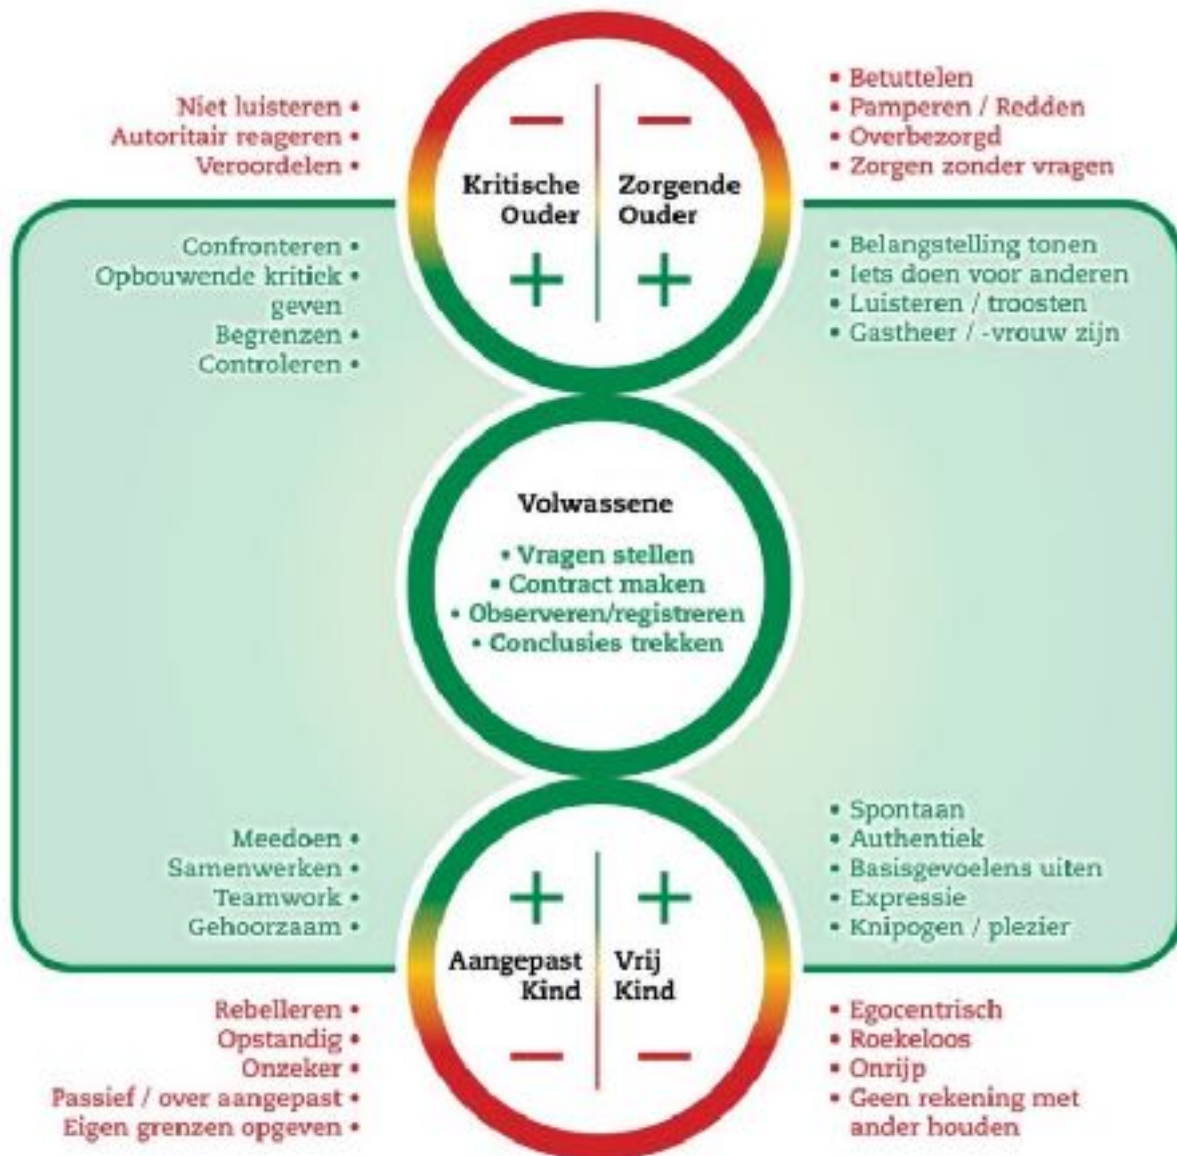 Niet luisteren •
Autoritair reageren •
Veroordelen •
− −
Kritische Ouder
Zorgende Ouder
+ +
• Betuttelen
• Pamperen / Redden
• Overbezorgd
• Zorgen zonder vragen
Confronteren •
Opbouwende kritiek •
geven
Begrenzen •
Controleren •
• Belangstelling tonen
• Iets doen voor anderen
• Luisteren / troosten
• Gastheer / -vrouw zijn
Volwassene
• Vragen stellen
• Contract maken
• Observeren/registreren
• Conclusies trekken
Meedoen •
Samenwerken •
Teamwork •
Gehoorzaam •
+ +
Aangepast Kind
Vrij Kind
− −
• Spontaan
• Authentiek
• Basisgevoelens uiten
• Expressie
• Knipogen / plezier
Rebelleren •
Opstandig •
Onzeker •
Passief / over aangepast •
Eigen grenzen opgeven •
• Egocentrisch
• Roekeloos
• Onrijp
• Geen rekening met
ander houden